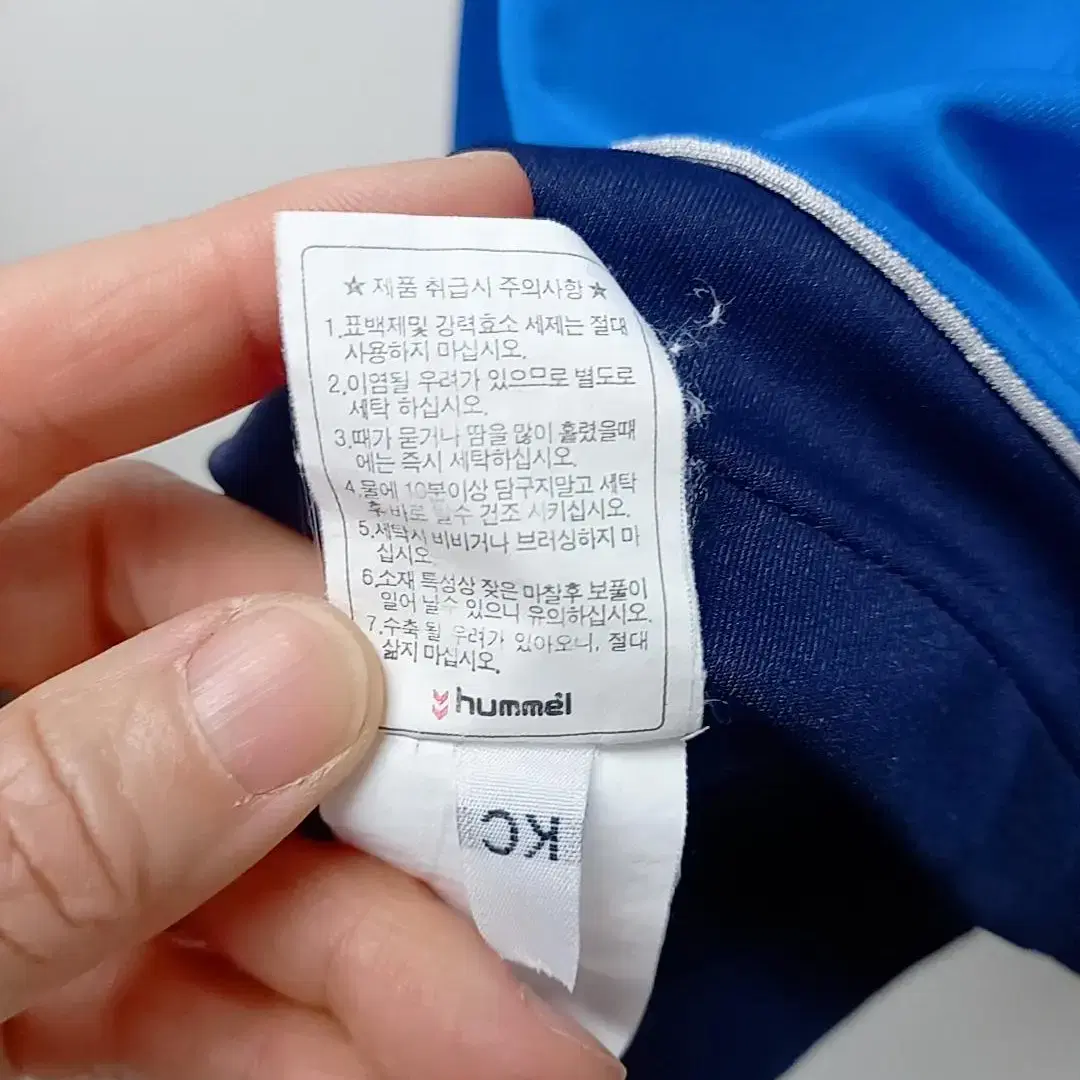 ☆ 제품 취급시 주의사항 ★
1.표백제및 강력효소 세제는 절대
사용하지 마십시오.
2.이염될 우려가 있으므로 별도로
세탁 하십시오.
3.때가 묻거나 땀을 많이 흘렸을때
에는 즉시 세탁하십시오.
4.물에 10분이상 담구지말고 세탁
후 바로 탈수 건조 시키십시오.
5.세탁시 비비거나 브러싱하지 마
십시오.
6.소재 특성상 잦은 마찰후 보풀이
일어 날수 있으니 유의하십시오.
7.수축될 우려가 있아오니, 절대
삶지 마십시오.
hummel
KC